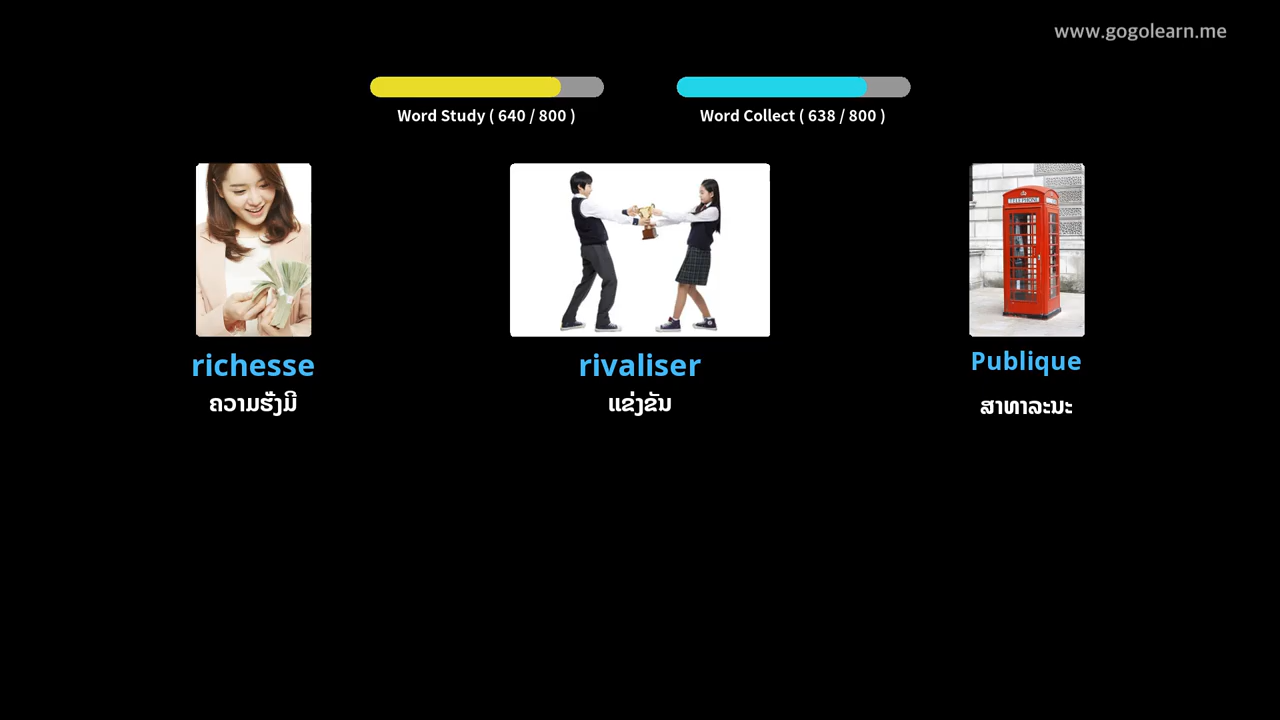 www.gogolearn.me
Word Study ( 640 / 800 )
Word Collect ( 638 / 800 )
TELEPHONE
richesse
rivaliser
Publique
ຄວາມຮັ່ງມີ
ແຂ່ງຂັນ
ສາທາລະນະ